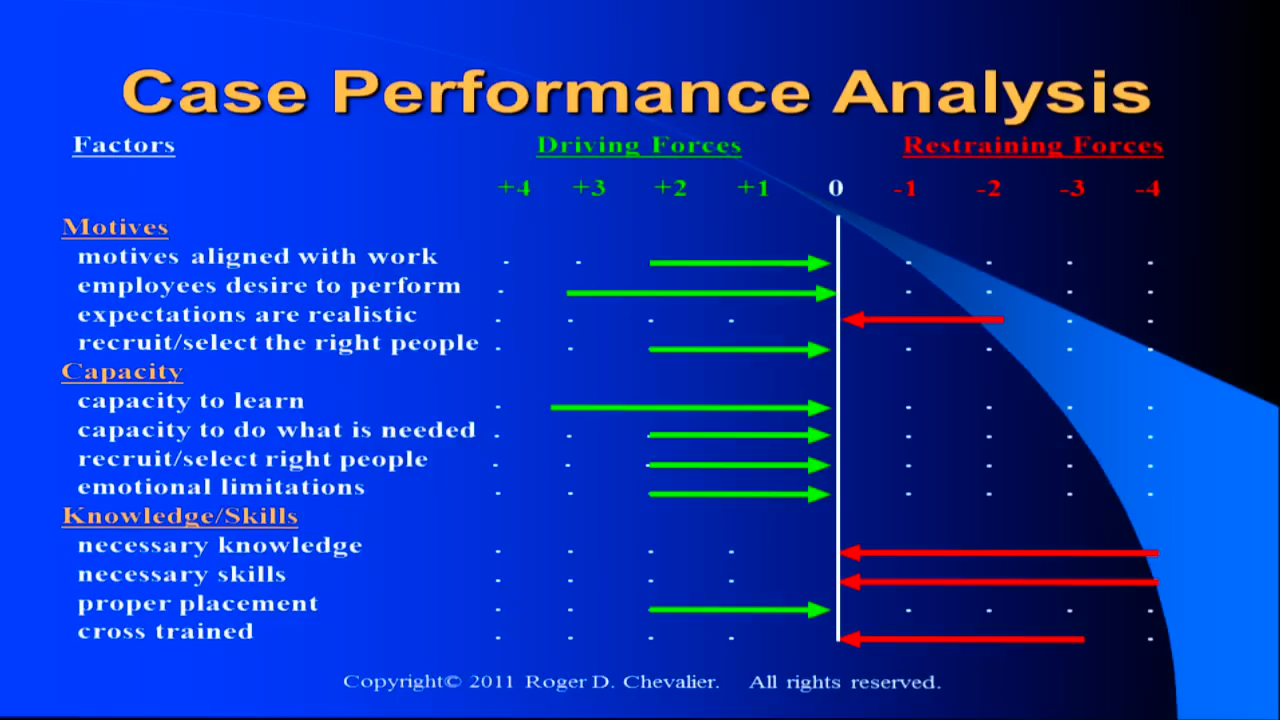 Case Performance Analysis
Factors Driving Forces Restraining Forces
+4 +3 +2 +1 0 -1 -2 -3 -4
Motives
motives aligned with work
employees desire to perform
expectations are realistic
recruit/select the right people
Capacity
capacity to learn
capacity to do what is needed
recruit/select right people
emotional limitations
Knowledge/Skills
necessary knowledge
necessary skills
proper placement
cross trained
Copyright© 2011 Roger D. Chevalier. All rights reserved.